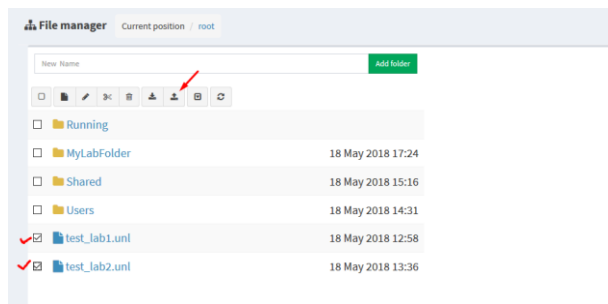 File manager Current position / root
New Name Add folder
Running
MyLabFolder 18 May 2018 17:24
Shared 18 May 2018 15:16
Users 18 May 2018 14:31
test_lab1.unl 18 May 2018 12:58
test_lab2.unl 18 May 2018 13:36